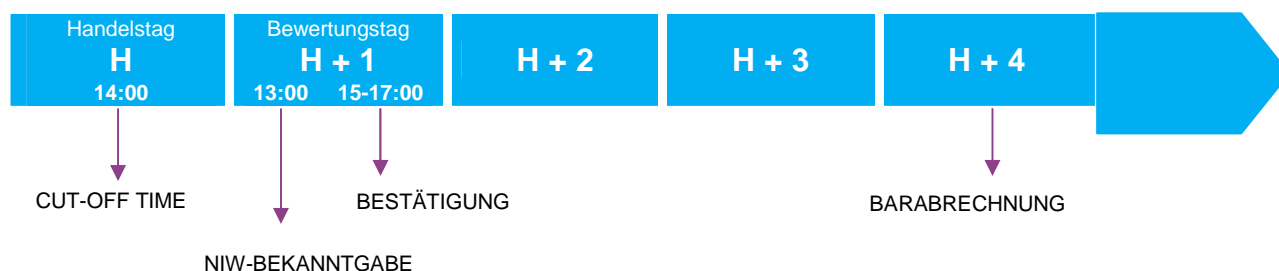 Handelstag
H
14:00
Bewertungstag
H + 1
13:00 15-17:00
H + 2
H + 3
H + 4
CUT-OFF TIME
BESTÄTIGUNG
BARABRECHNUNG
NIW-BEKANNTGABE